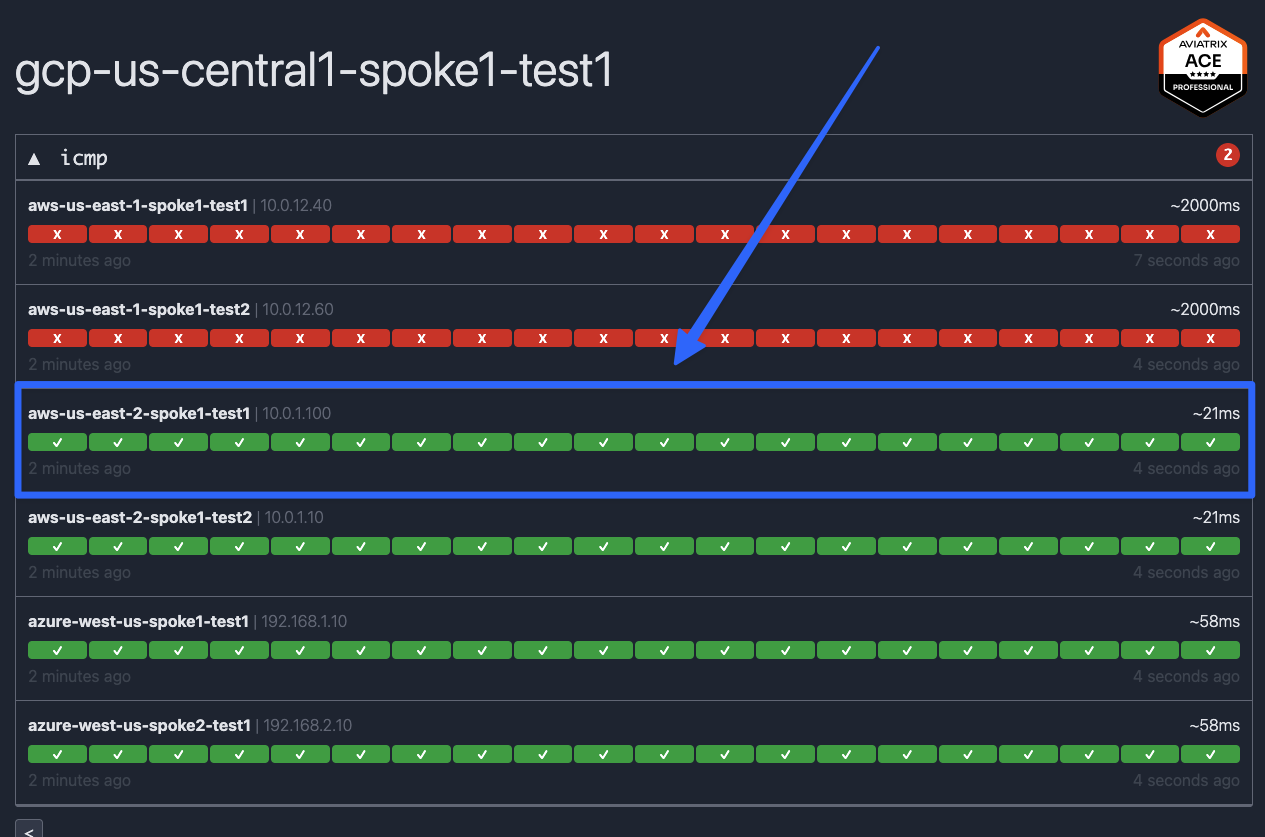 gcp-us-central1-spoke1-test1
AVIATRIX
ACE
PROFESSIONAL
▲ icmp 2
aws-us-east-1-spoke1-test1 | 10.0.12.40 ~2000ms
x x x x x x x x x x x x x x x x x x x x
2 minutes ago 7 seconds ago
aws-us-east-1-spoke1-test2 | 10.0.12.60 ~2000ms
x x x x x x x x x x x x x x x x x x x x
2 minutes ago 4 seconds ago
aws-us-east-2-spoke1-test1 | 10.0.1.100 ~21ms
✓ ✓ ✓ ✓ ✓ ✓ ✓ ✓ ✓ ✓ ✓ ✓ ✓ ✓ ✓ ✓ ✓ ✓ ✓ ✓
2 minutes ago 4 seconds ago
aws-us-east-2-spoke1-test2 | 10.0.1.10 ~21ms
✓ ✓ ✓ ✓ ✓ ✓ ✓ ✓ ✓ ✓ ✓ ✓ ✓ ✓ ✓ ✓ ✓ ✓ ✓ ✓
2 minutes ago 4 seconds ago
azure-west-us-spoke1-test1 | 192.168.1.10 ~58ms
✓ ✓ ✓ ✓ ✓ ✓ ✓ ✓ ✓ ✓ ✓ ✓ ✓ ✓ ✓ ✓ ✓ ✓ ✓ ✓
2 minutes ago 4 seconds ago
azure-west-us-spoke2-test1 | 192.168.2.10 ~58ms
✓ ✓ ✓ ✓ ✓ ✓ ✓ ✓ ✓ ✓ ✓ ✓ ✓ ✓ ✓ ✓ ✓ ✓ ✓ ✓
2 minutes ago 4 seconds ago
<